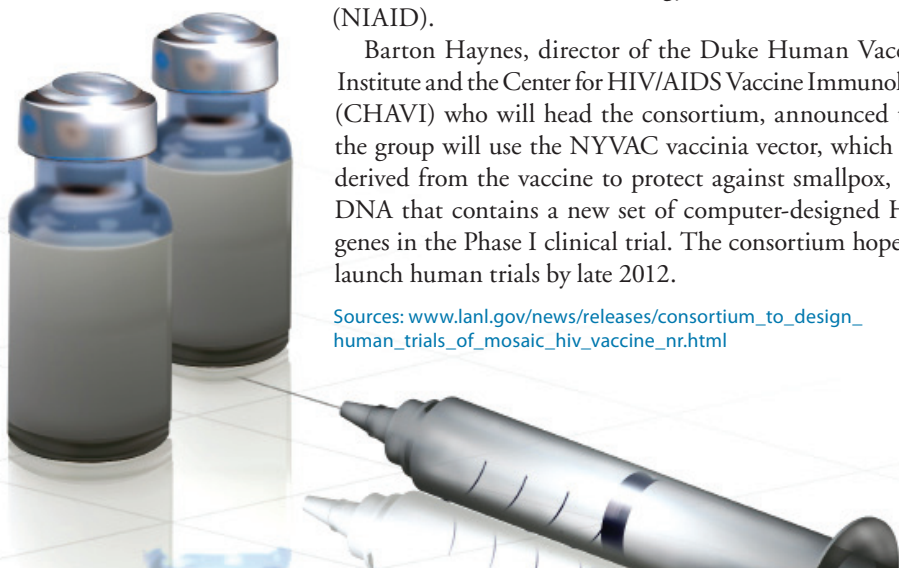 (NIAID).
Barton Haynes, director of the Duke Human
Institute and the Center for HIV/AIDS Vaccine
(CHAVI) who will head the consortium, announced
the group will use the NYVAC vaccinia vector, which
derived from the vaccine to protect against smallpox,
DNA that contains a new set of computer-designed
genes in the Phase I clinical trial. The consortium
launch human trials by late 2012.
Sources: www.lanl.gov/news/releases/consortium_to_design_
human_trials_of_mosaic_hiv_vaccine_nr.html